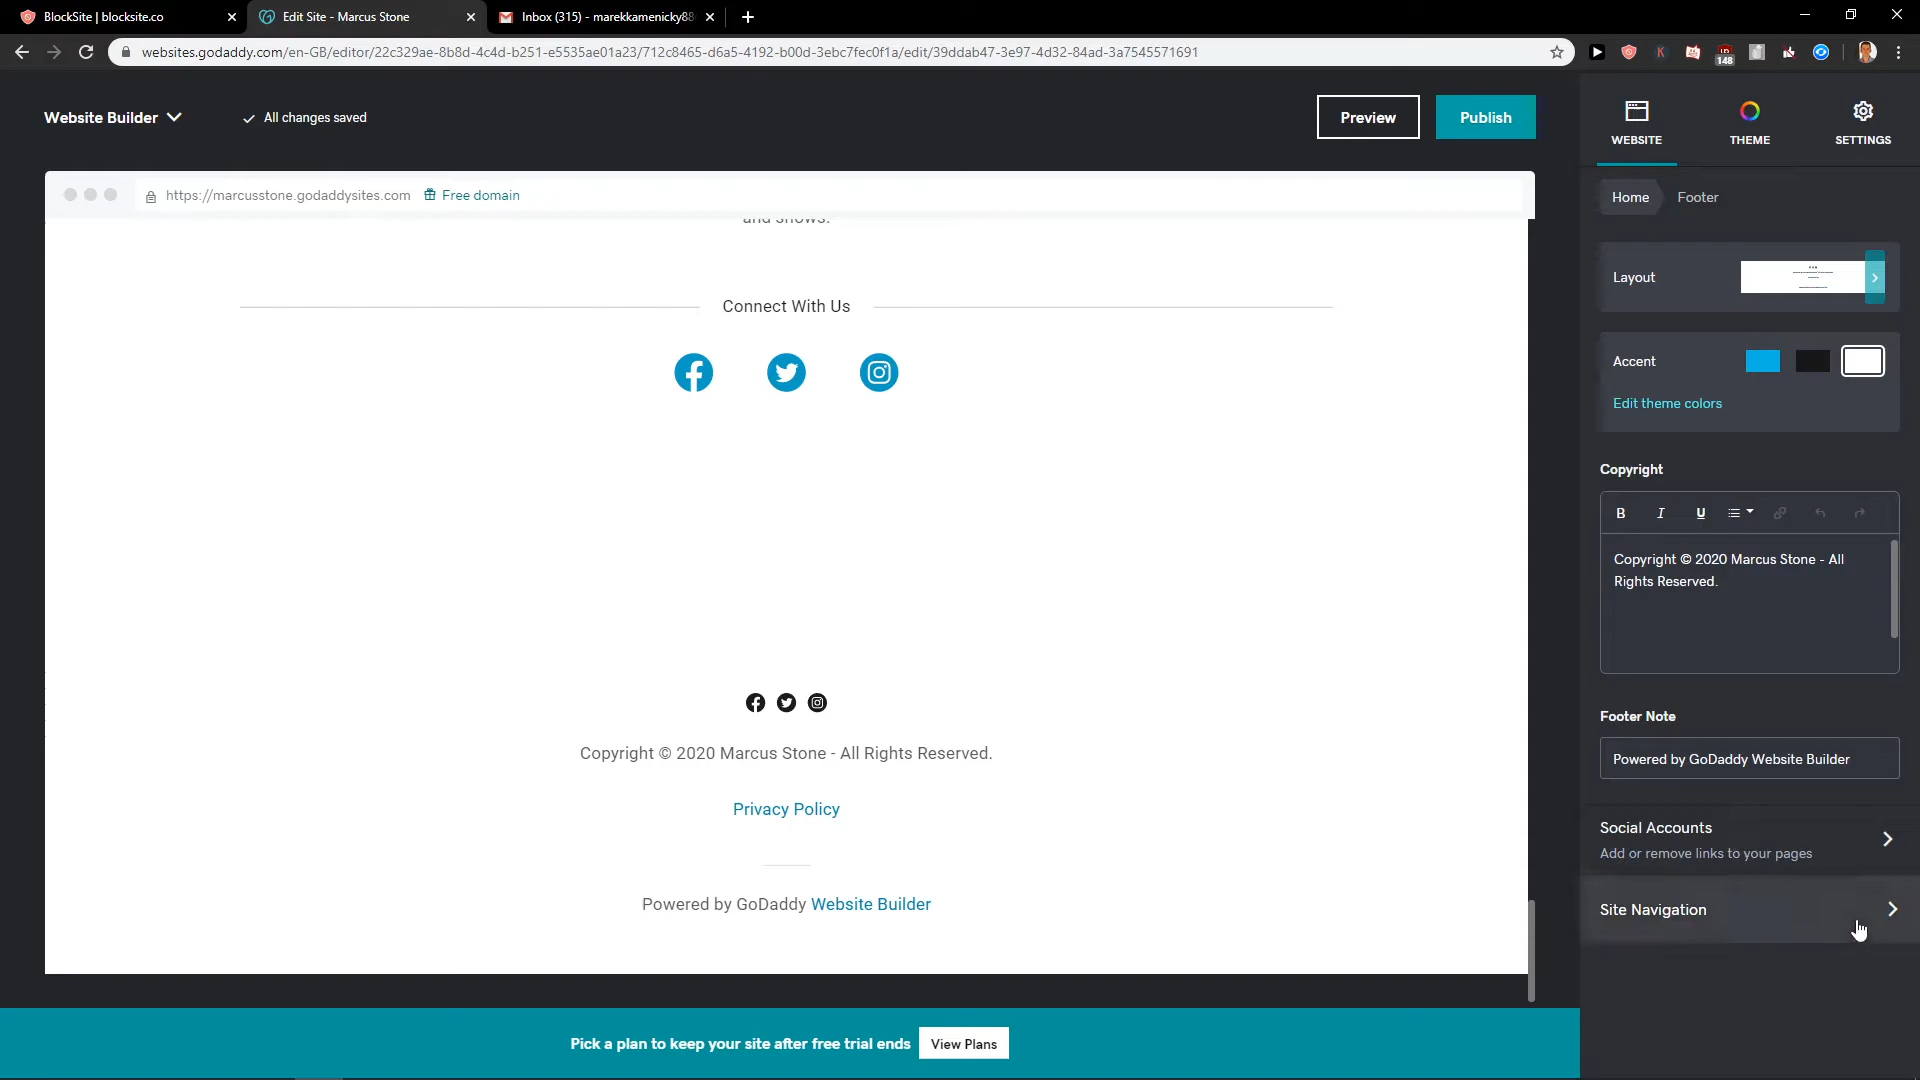 BlockSite | blocksite.co
Edit Site - Marcus Stone
Inbox (315) - marekkamenicky88
websites.godaddy.com/en-GB/editor/22c329ae-8b8d-4c4d-b251-e5535ae01a23/712c8465-d6a5-4192-b00d-3ebc7fec0f1a/edit/39ddab47-3e97-4d32-84ad-3a7545571691
148
Website Builder
All changes saved
Preview
Publish
WEBSITE
THEME
SETTINGS
https://marcusstone.godaddysites.com
Free domain
and shows.
Connect With Us
Copyright © 2020 Marcus Stone - All Rights Reserved.
Privacy Policy
Powered by GoDaddy Website Builder
Home
Footer
Layout
Accent
Edit theme colors
Copyright
B I U
Copyright © 2020 Marcus Stone - All
Rights Reserved.
Footer Note
Powered by GoDaddy Website Builder
Social Accounts
Add or remove links to your pages
Site Navigation
Pick a plan to keep your site after free trial ends
View Plans